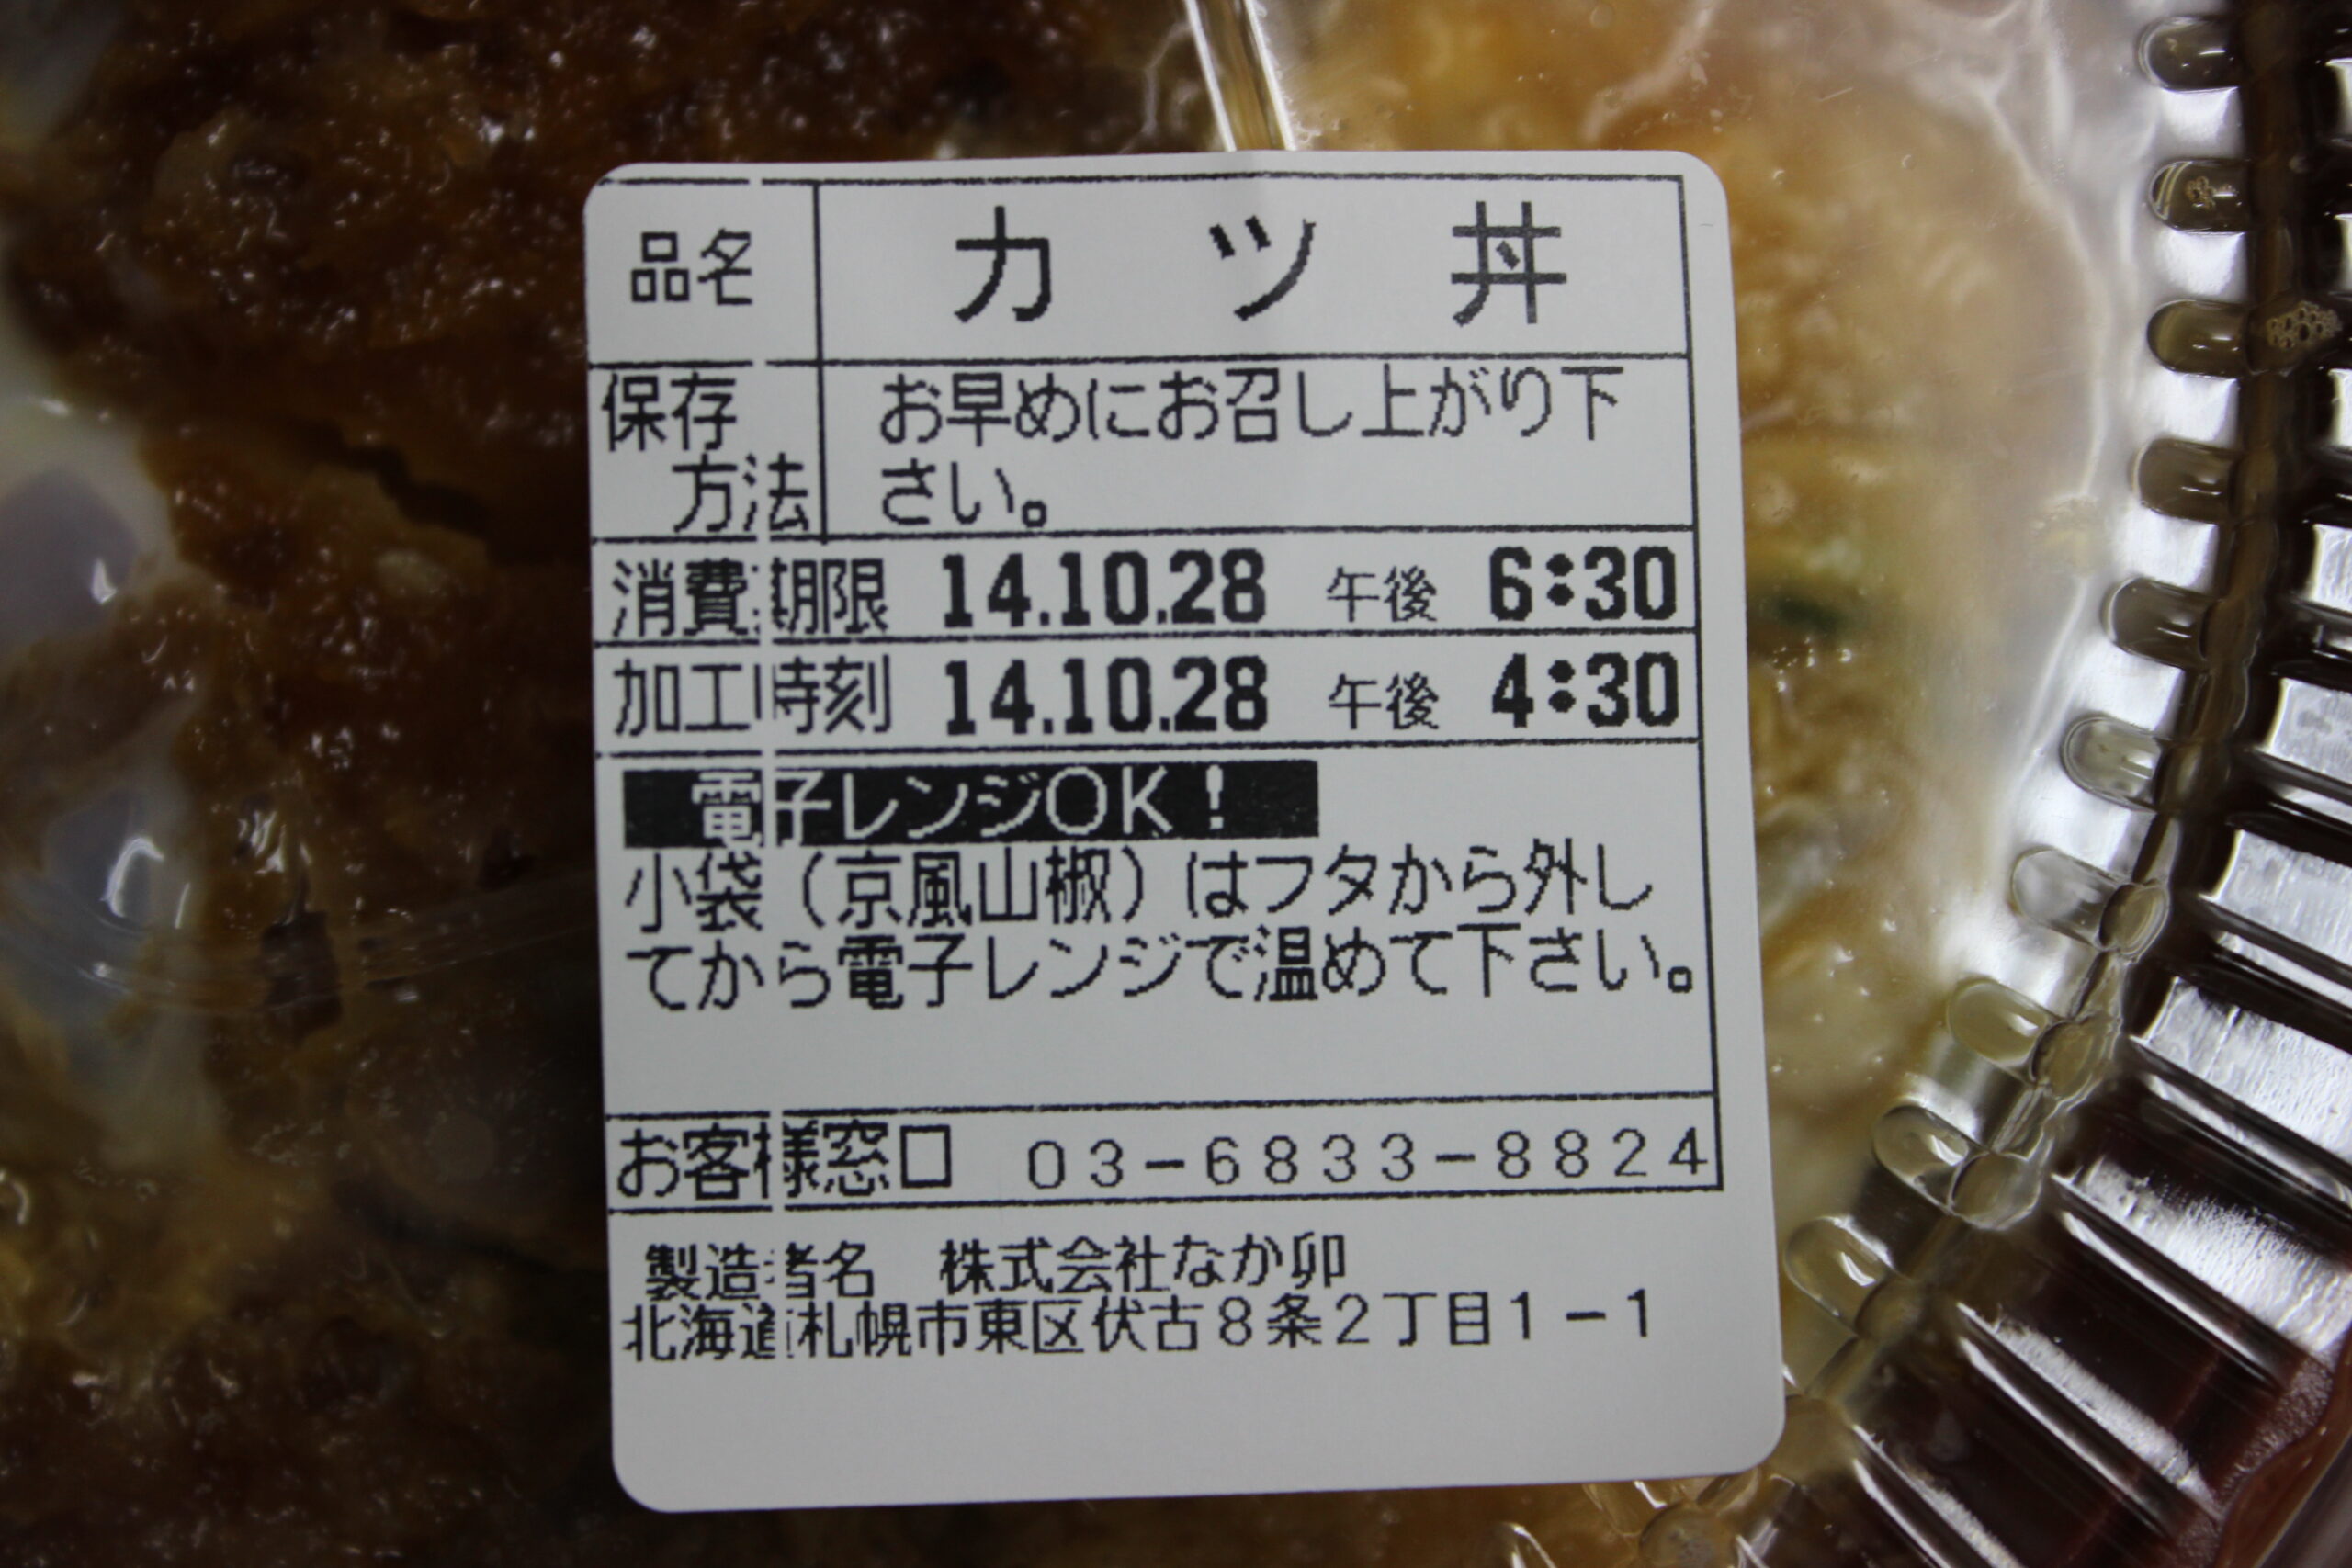 品名 カツ丼
保存方法 お早めにお召し上がり下
さい。
消費期限 14.10.28 午後 6:30
加工時刻 14.10.28 午後 4:30
電子レンジOK!
小袋（京風山椒）はフタから外し
てから電子レンジで温めて下さい。
お客様窓口 03-6833-8824
製造者名 株式会社なか卯
北海道札幌市東区伏古8条2丁目1-1